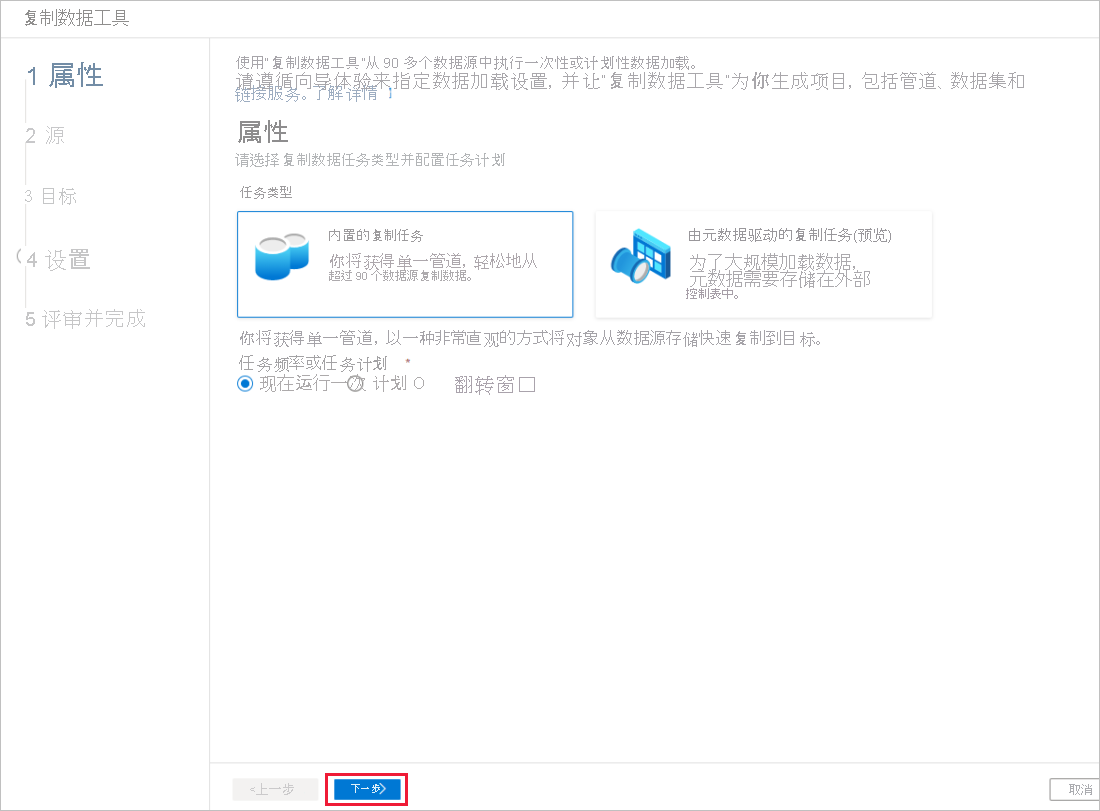 复制数据工具
1 属性
2 源
3 目标
4 设置
5 评审并完成
使用"复制数据工具"从 90 多个数据源中执行一次性或计划性数据加载。
请遵循向导体验来指定数据加载设置, 并让"复制数据工具"为你生成项目, 包括管道、数据集和
链接服务。了解详情
属性
请选择复制数据任务类型并配置任务计划
任务类型
内置的复制任务
你将获得单一管道, 轻松地从
超过 90 个数据源复制数据。
由元数据驱动的复制任务(预览)
为了大规模加载数据,
元数据需要存储在外部
控制表中。
你将获得单一管道, 以一种非常直观的方式将对象从数据源存储快速复制到目标。
任务频率或任务计划 *
现在运行一次 计划 O 翻转窗口
<上一步
下一步>
取消